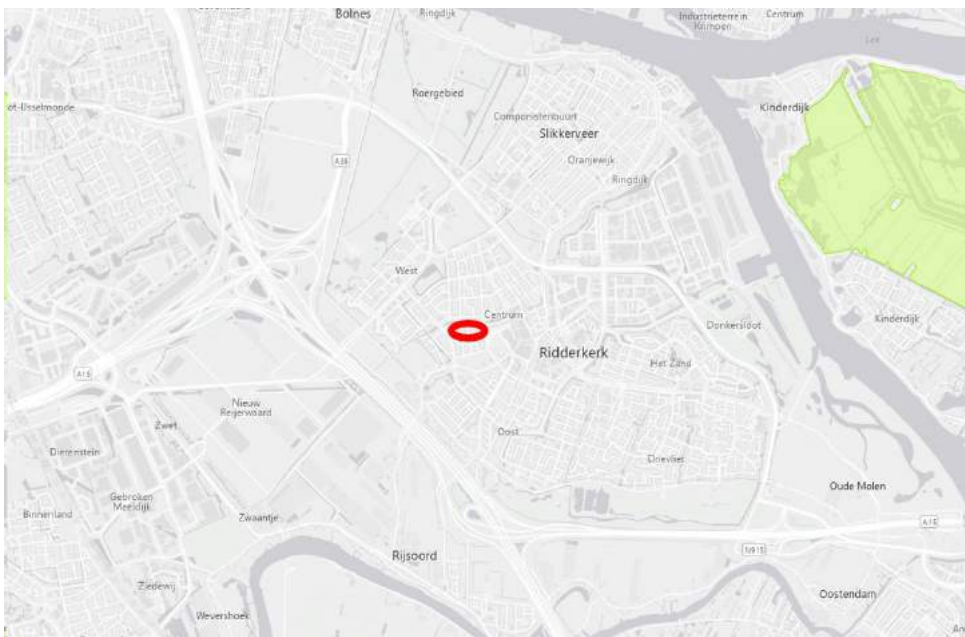 Bolnes
Ringdijk
Industrieterrein
Krimpen
Centrum
Lek
ot-IJsselmonde
Roergebied
Kinderdijk
Componistenbuurt
Slikkerveer
A38
Oranjewijk
Ringdijk
West
Centrum
Kinderdijk
Donkersloot
Ridderkerk
Het Zand
A15
Nieuw
Reijerwaard
Zwet
Oost
Dierenstein
Drievliet
Oude Molen
Gebroken
Meeldijk
Binnenland
Zwaantje
A15
N915
Rijsoord
Ziedewij
Oostendam
Wevershoek